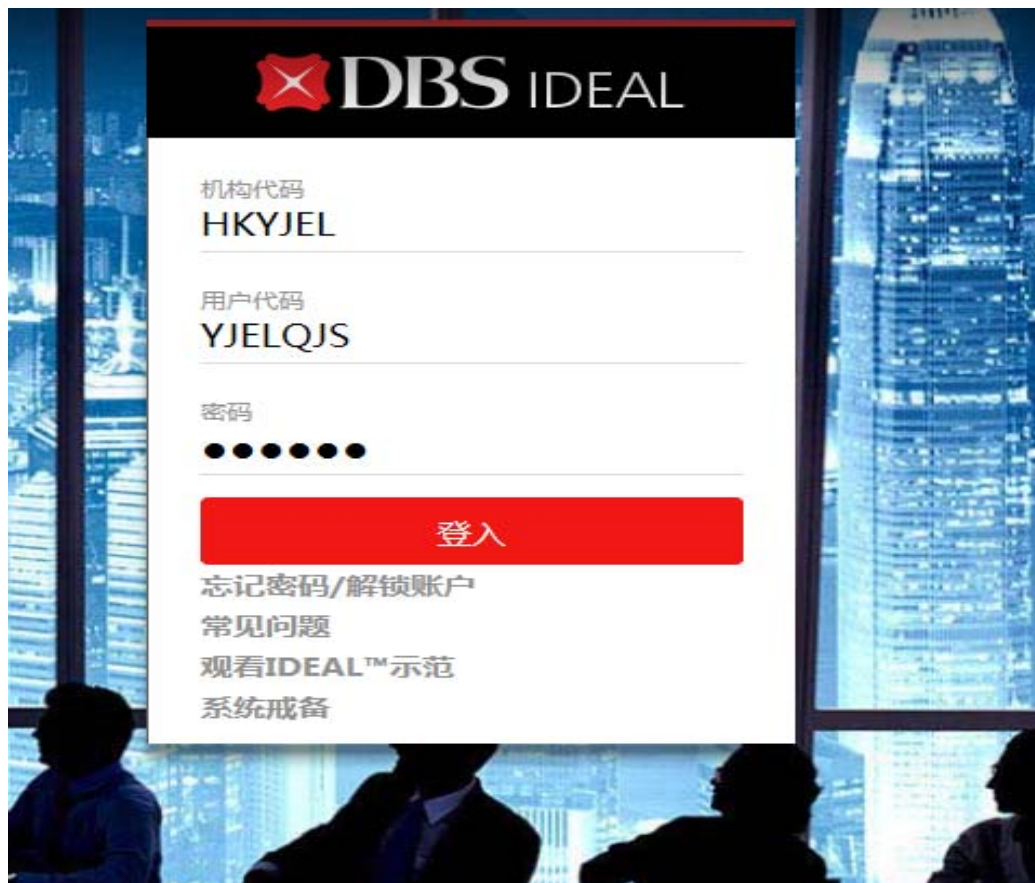 DBS IDEAL
机构代码
HKYJEL
用户代码
YJELQJS
密码
●●●●●●
登入
忘记密码/解锁账户
常见问题
观看IDEAL™示范
系统戒备